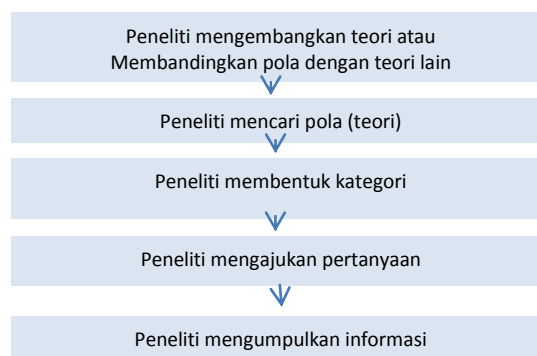 Peneliti mengembangkan teori atau
Membandingkan pola dengan teori lain
Peneliti mencari pola (teori)
Peneliti membentuk kategori
Peneliti mengajukan pertanyaan
Peneliti mengumpulkan informasi